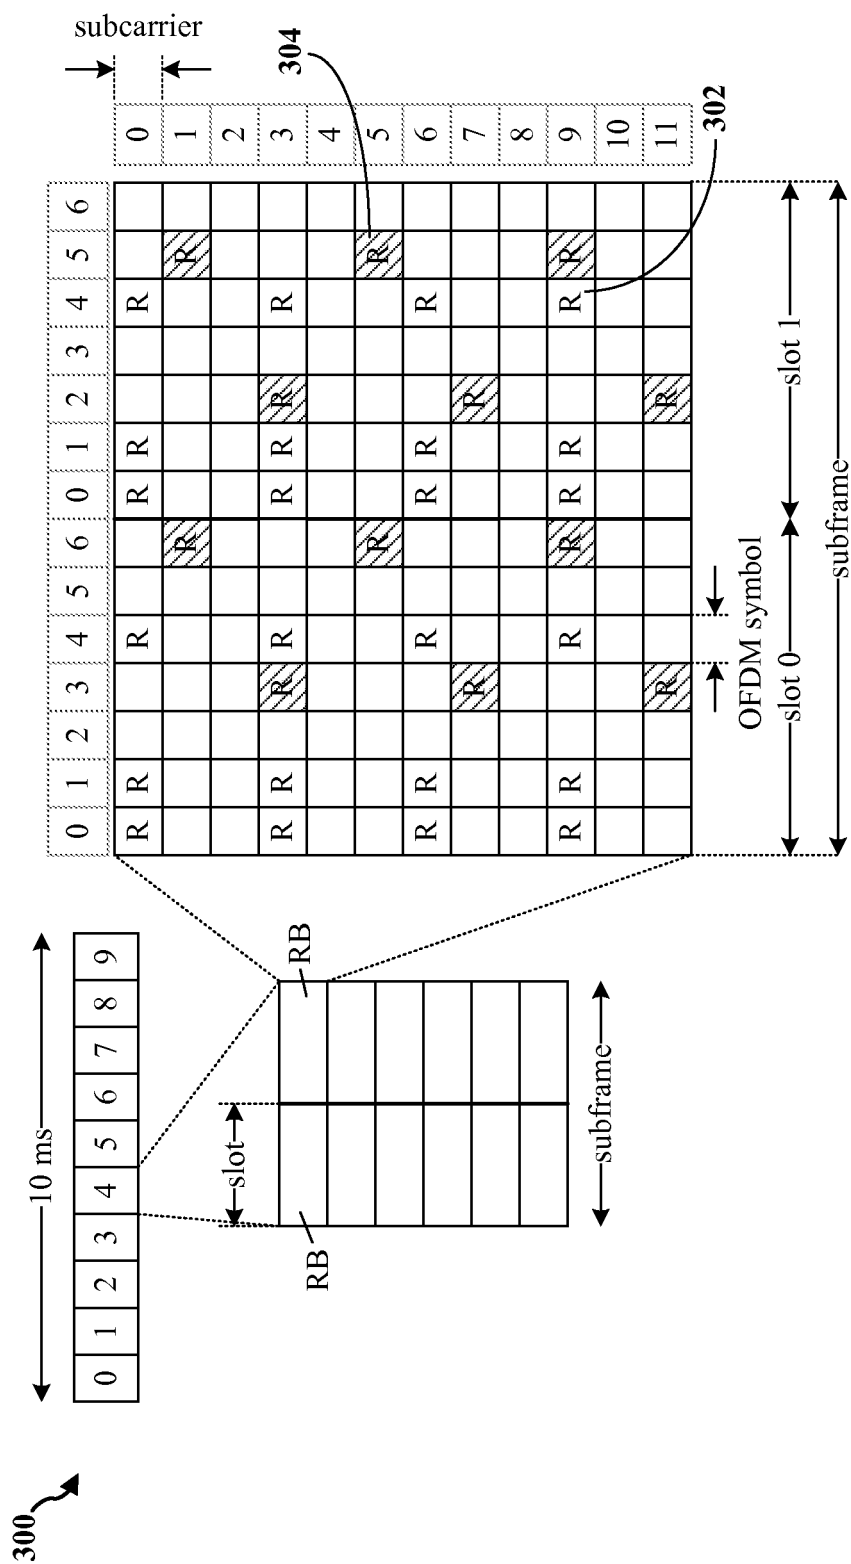 300
10 ms
0 1 2 3 4 5 6 7 8 9
slot
RB
RB
subframe
0 1 2 3 4 5 6 0 1 2 3 4 5 6
subcarrier
R R R R R R 0
R R 1
2
304
R R R R R R R R 3
4
R R 5
R R R R R R 6
R R 7
8
R R R R R R R R 9
10
R R 11
302
OFDM symbol
slot 0 slot 1
subframe